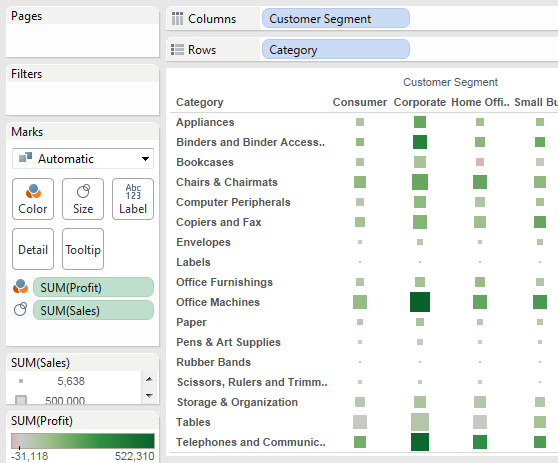 Pages
Columns
Customer Segment
Rows
Category
Filters
Customer Segment
Category Consumer Corporate Home Offi.. Small Bu
Marks
Appliances
Binders and Binder Access..
Automatic
Bookcases
Chairs & Chairmats
Color Size Abc 123 Label
Computer Peripherals
Copiers and Fax
Detail Tooltip
Envelopes
Labels
SUM(Profit)
Office Furnishings
SUM(Sales)
Office Machines
Paper
Pens & Art Supplies
SUM(Sales)
Rubber Bands
5,638
Scissors, Rulers and Trimm..
500,000
Storage & Organization
SUM(Profit)
Tables
Telephones and Communic..
-31,118 522,310